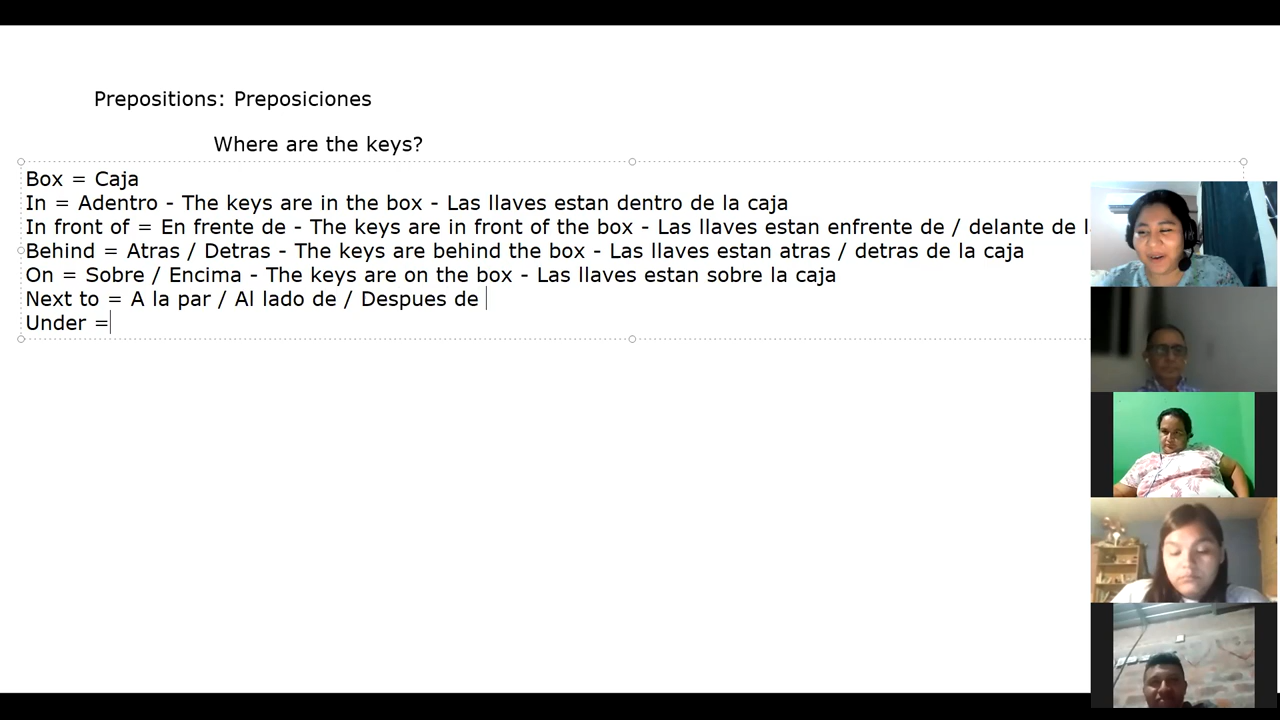 Prepositions: Preposiciones
Where are the keys?
Box = Caja
In = Adentro - The keys are in the box - Las llaves estan dentro de la caja
In front of = En frente de - The keys are in front of the box - Las llaves estan enfrente de / delante de
Behind = Atras / Detras - The keys are behind the box - Las llaves estan atras / detras de la caja
On = Sobre / Encima - The keys are on the box - Las llaves estan sobre la caja
Next to = A la par / Al lado de / Despues de
Under =